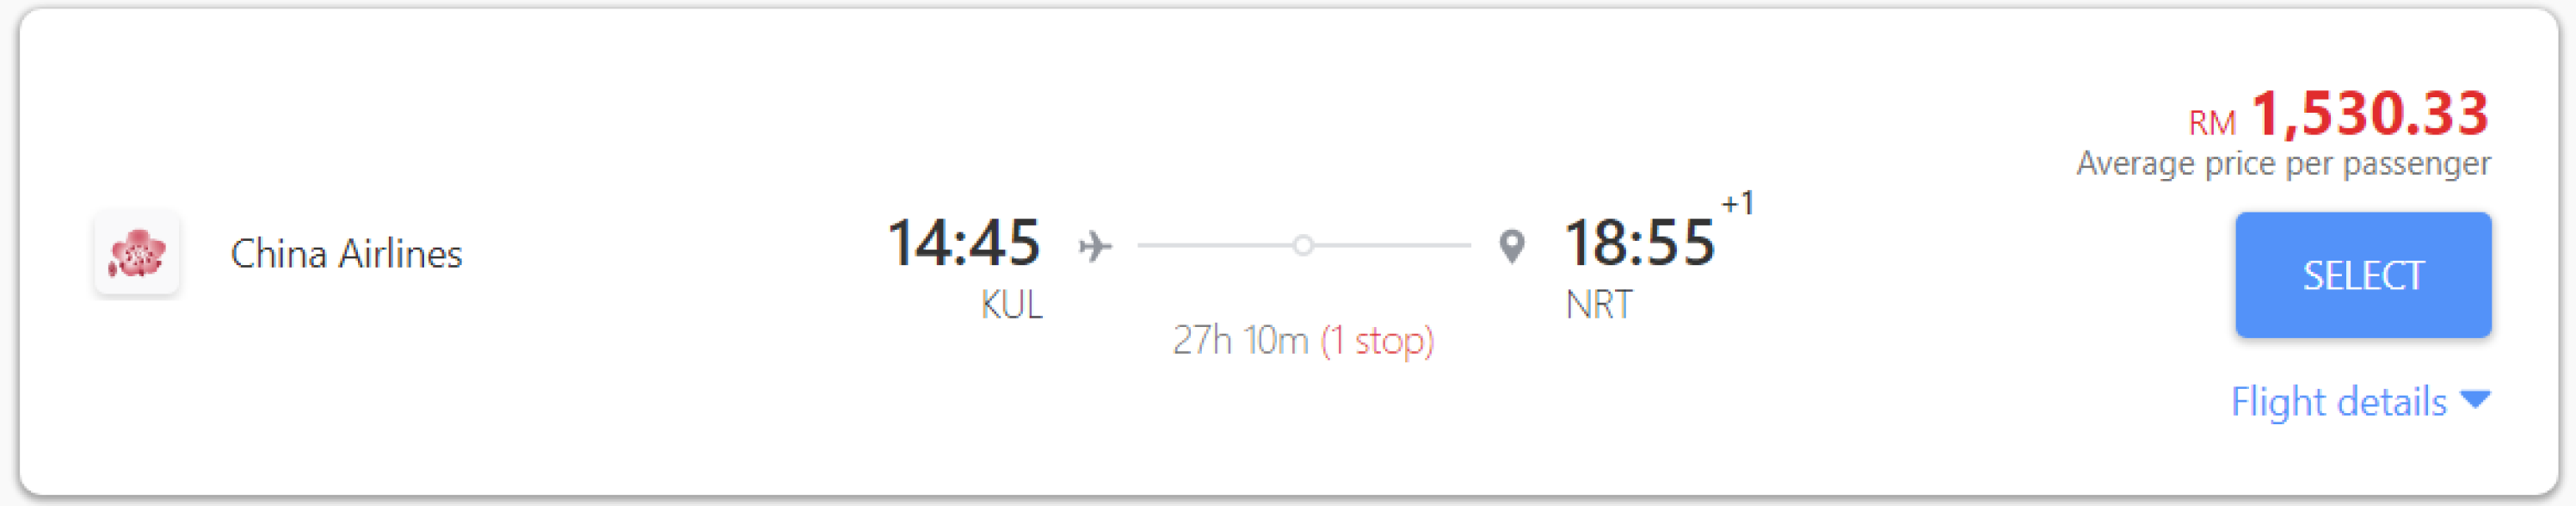 China Airlines
14:45
KUL
27h 10m (1 stop)
18:55 +1
NRT
RM 1,530.33
Average price per passenger
SELECT
Flight details